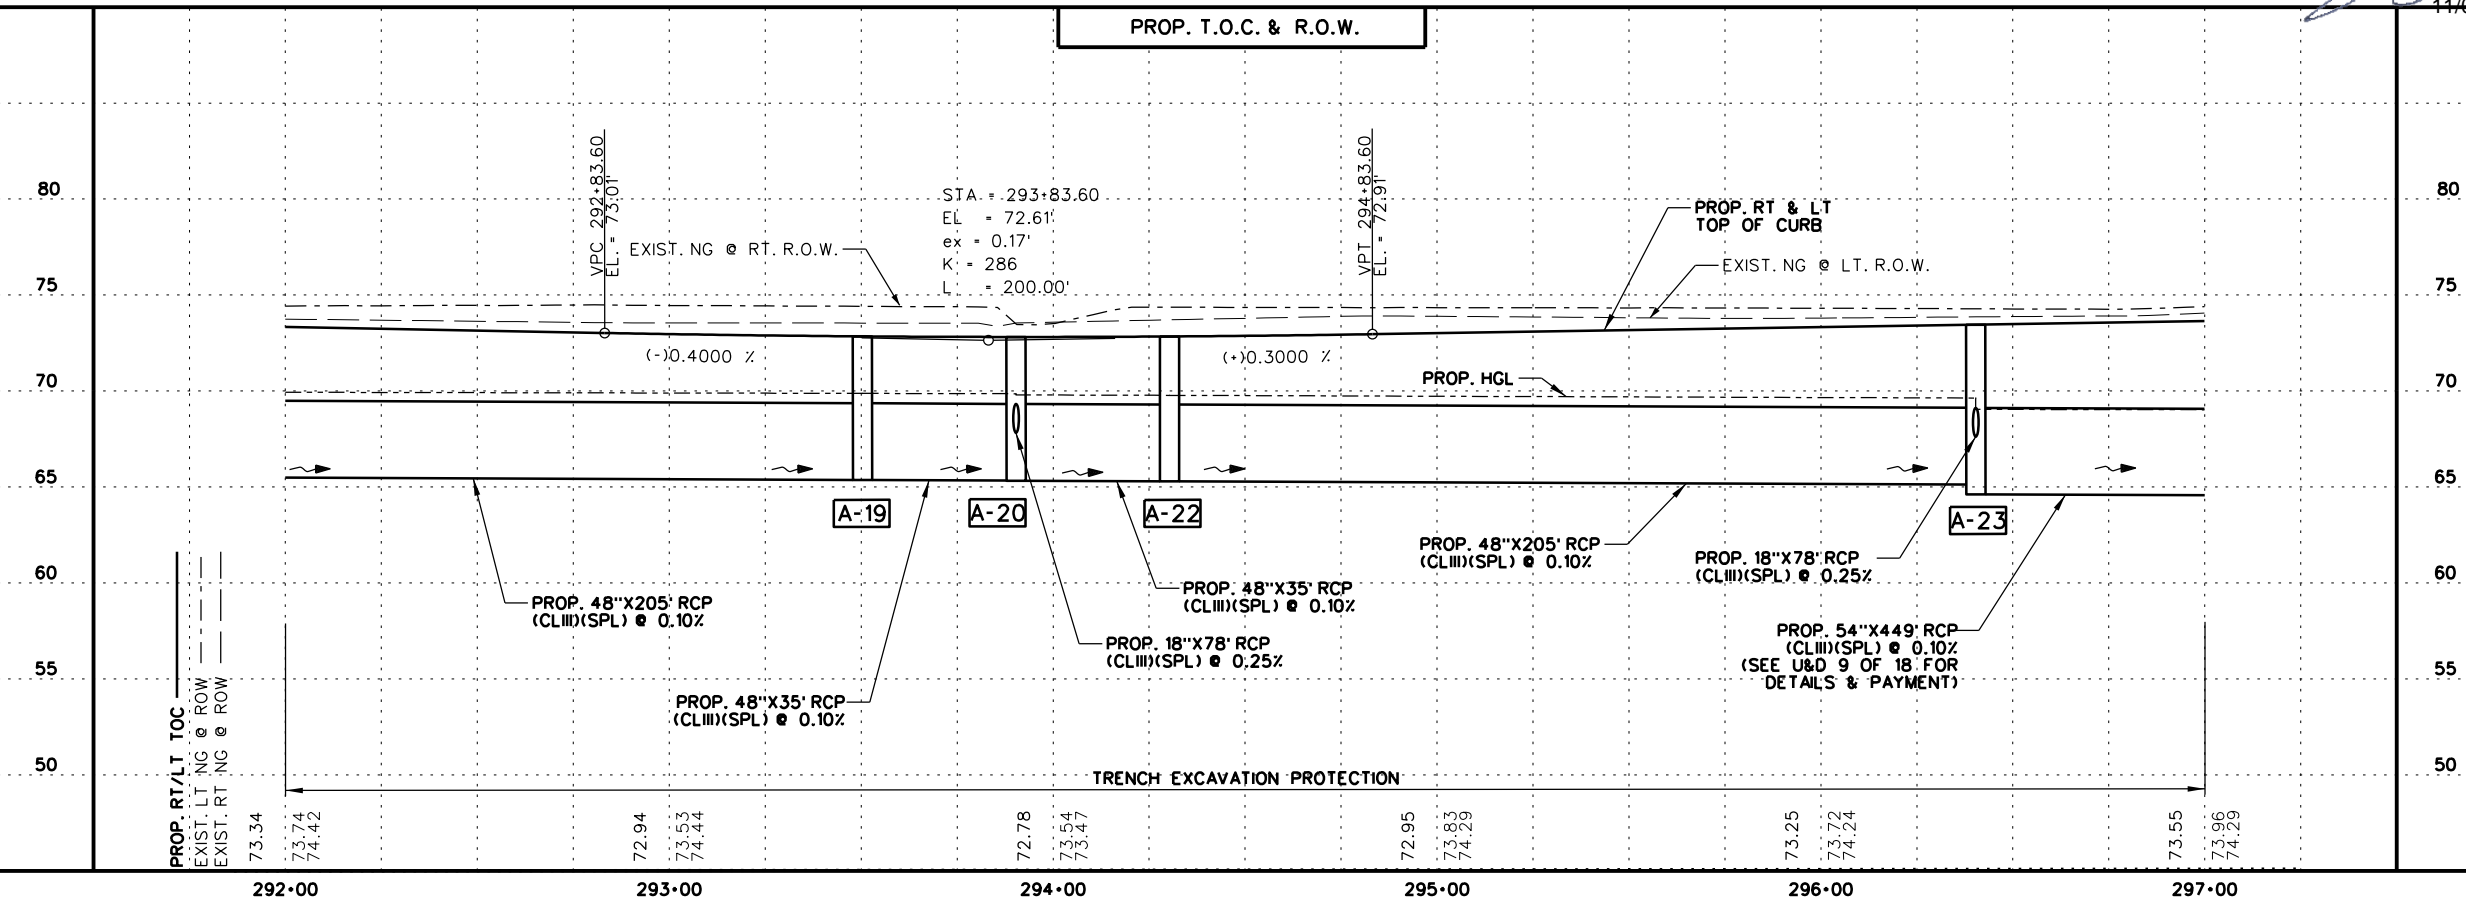 PROP. T.O.C. & R.O.W.
80
80
VPC 292+83.60
EL. = 73.01'
EXIST. NG @ RT. R.O.W.
STA = 293+83.60
EL = 72.61'
ex = 0.17'
K = 286
L = 200.00'
VPT 294+83.60
EL. = 72.91'
PROP. RT & LT
TOP OF CURB
EXIST. NG @ LT. R.O.W.
75
75
(-)0.4000 %
(+)0.3000 %
PROP. HGL
70
70
65
65
A-19
A-20
A-22
A-23
PROP. 48"X205' RCP
(CLIII)(SPL) @ 0.10%
PROP. 18"X78' RCP
(CLIII)(SPL) @ 0.25%
60
60
PROP. 48"X205' RCP
(CLIII)(SPL) @ 0.10%
PROP. 48"X35' RCP
(CLIII)(SPL) @ 0.10%
PROP. 18"X78' RCP
(CLIII)(SPL) @ 0.25%
PROP. 54"X449' RCP
(CLIII)(SPL) @ 0.10%
(SEE U&D 9 OF 18 FOR
DETAILS & PAYMENT)
55
55
PROP. 48"X35' RCP
(CLIII)(SPL) @ 0.10%
50
50
TRENCH EXCAVATION PROTECTION
PROP. RT/LT TOC
EXIST. LT NG @ ROW
EXIST. RT NG @ ROW
73.34
73.74
74.42
72.94
73.53
74.44
72.78
73.54
73.47
72.95
73.83
74.29
73.25
73.72
74.24
73.55
73.96
74.29
292+00
293+00
294+00
295+00
296+00
297+00